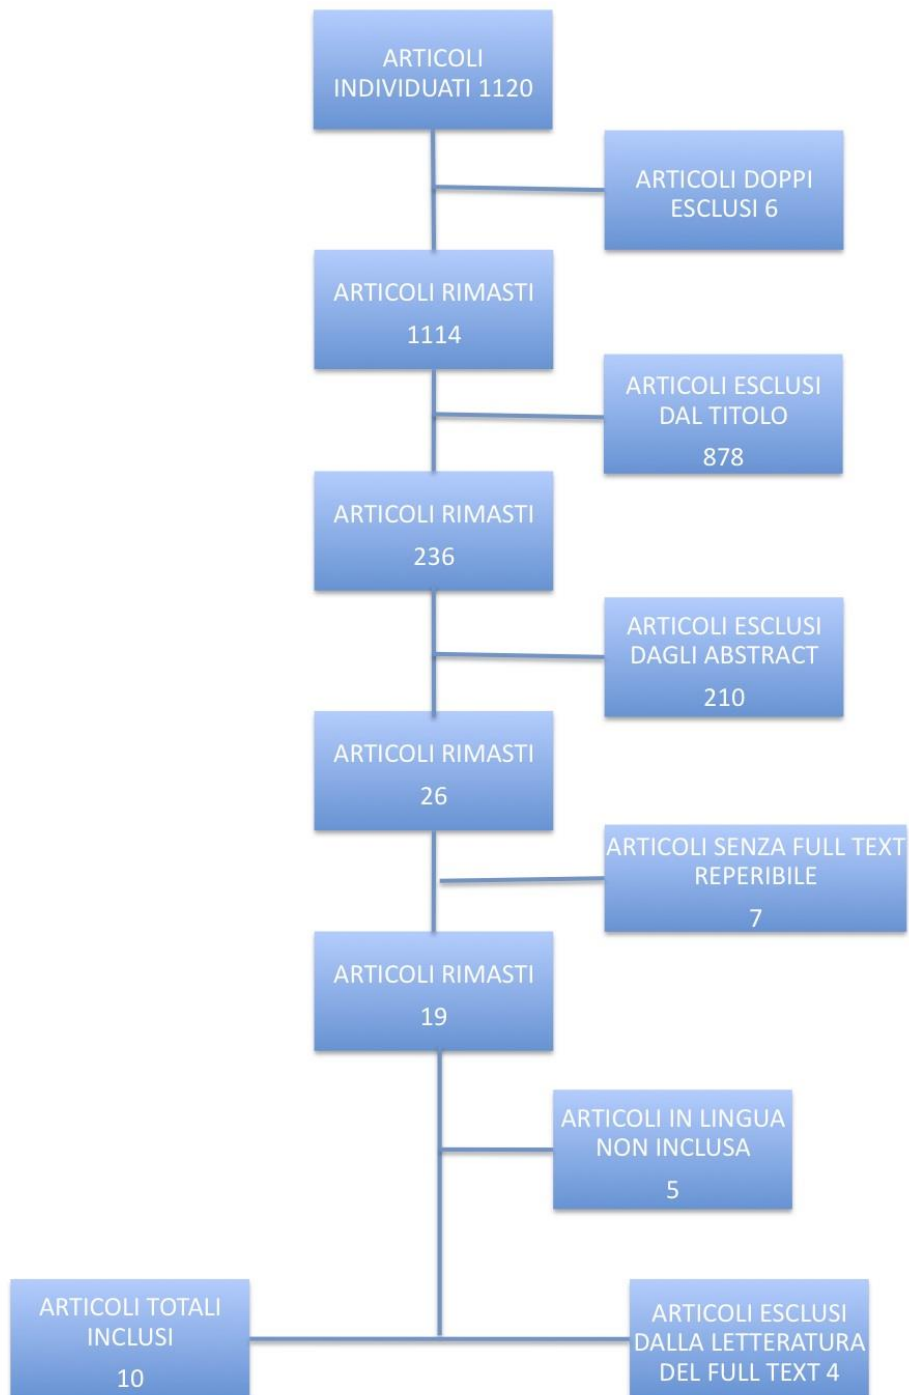 ARTICOLI
INDIVIDUATI 1120
ARTICOLI DOPPI
ESCLUSI 6
ARTICOLI RIMASTI
1114
ARTICOLI ESCLUSI
DAL TITOLO
878
ARTICOLI RIMASTI
236
ARTICOLI ESCLUSI
DAGLI ABSTRACT
210
ARTICOLI RIMASTI
26
ARTICOLI SENZA FULL TEXT
REPERIBILE
7
ARTICOLI RIMASTI
19
ARTICOLI IN LINGUA
NON INCLUSA
5
ARTICOLI TOTALI
INCLUSI
10
ARTICOLI ESCLUSI
DALLA LETTERATURA
DEL FULL TEXT 4